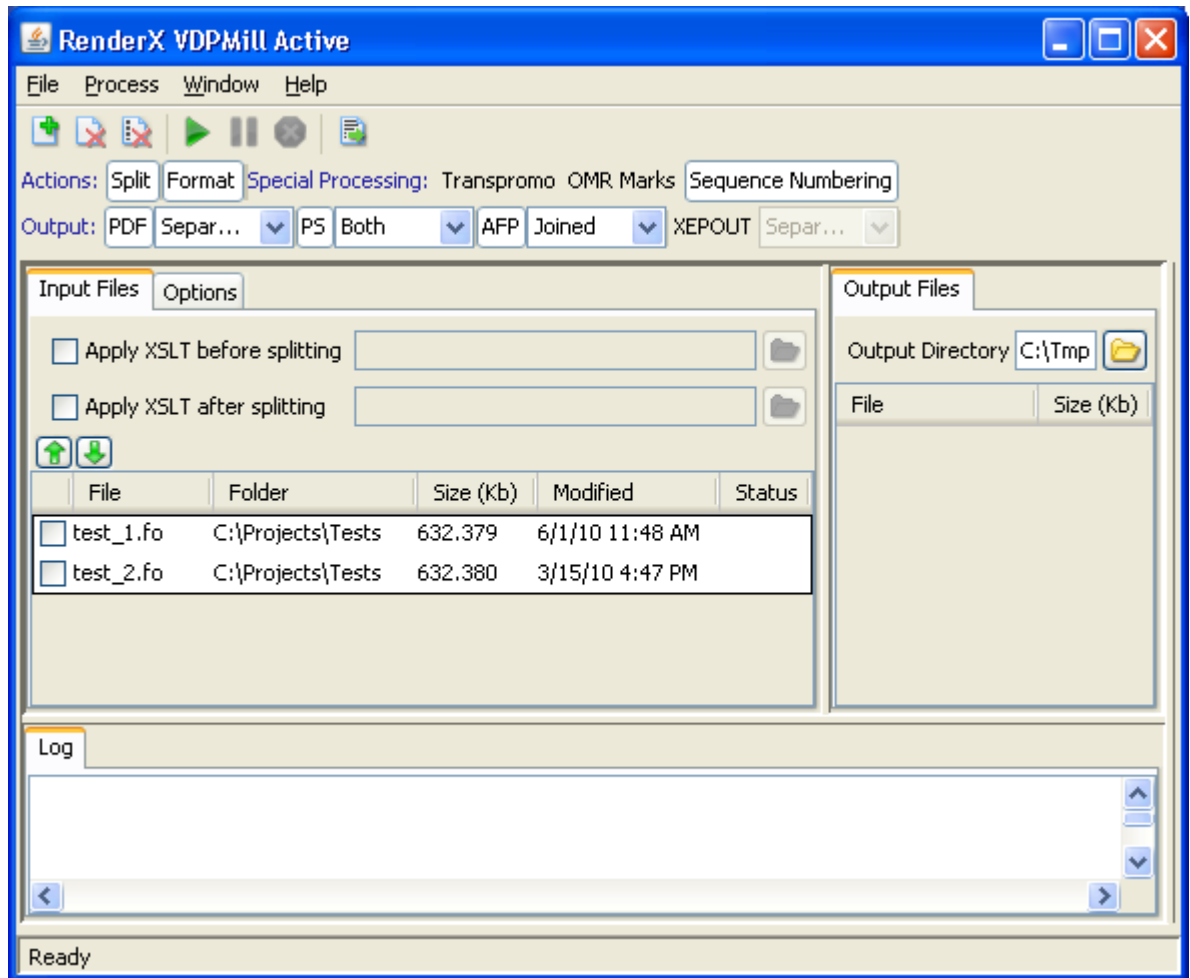 RenderX VDPMill Active
File Process Window Help
Actions: Split Format Special Processing: Transpromo OMR Marks Sequence Numbering
Output: PDF Separ... PS Both AFP Joined XEPOUT Separ...
Input Files Options
Apply XSLT before splitting
Apply XSLT after splitting
File Folder Size (Kb) Modified Status
test_1.fo C:\Projects\Tests 632.379 6/1/10 11:48 AM
test_2.fo C:\Projects\Tests 632.380 3/15/10 4:47 PM
Output Files
Output Directory C:\Tmp
File Size (Kb)
Log
Ready